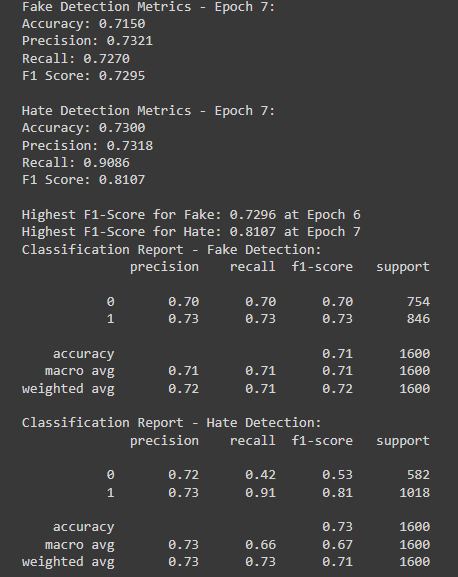 Fake Detection Metrics - Epoch 7:
Accuracy: 0.7150
Precision: 0.7321
Recall: 0.7270
F1 Score: 0.7295

Hate Detection Metrics - Epoch 7:
Accuracy: 0.7300
Precision: 0.7318
Recall: 0.9086
F1 Score: 0.8107

Highest F1-Score for Fake: 0.7296 at Epoch 6
Highest F1-Score for Hate: 0.8107 at Epoch 7
Classification Report - Fake Detection:
precision recall f1-score support
0 0.70 0.70 0.70 754
1 0.73 0.73 0.73 846
accuracy 0.71 1600
macro avg 0.71 0.71 0.71 1600
weighted avg 0.72 0.71 0.72 1600

Classification Report - Hate Detection:
precision recall f1-score support
0 0.72 0.42 0.53 582
1 0.73 0.91 0.81 1018
accuracy 0.73 1600
macro avg 0.73 0.66 0.67 1600
weighted avg 0.73 0.73 0.71 1600